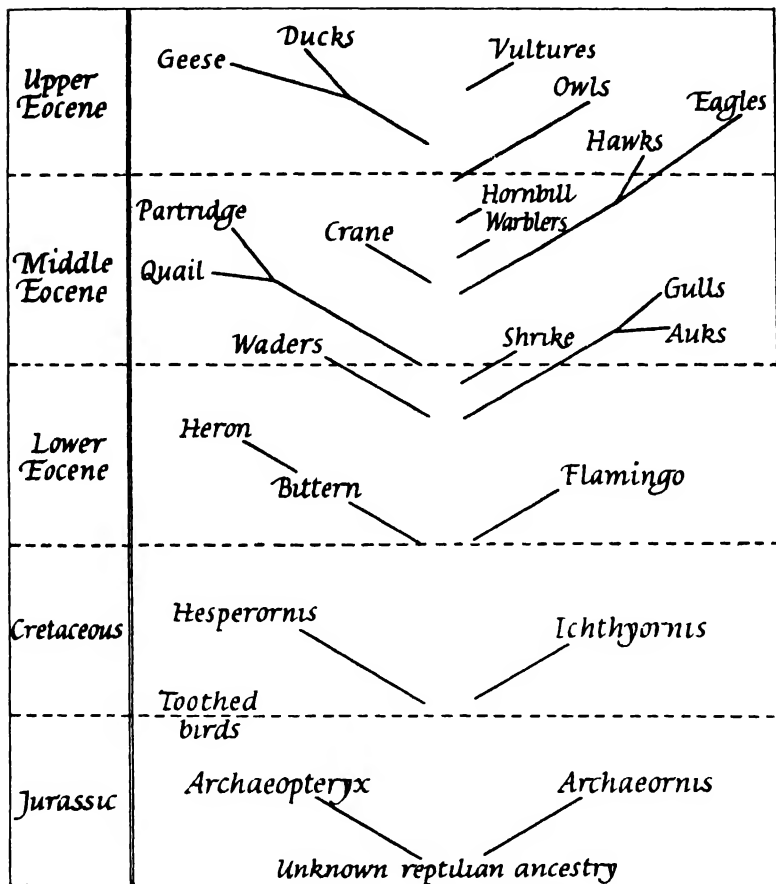 Upper
Eocene
Geese
Ducks
Vultures
Owls
Eagles
Hawks
Middle
Eocene
Partridge
Quail
Crane
Hornbill
Warblers
Gulls
Auks
Waders
Shrike
Lower
Eocene
Heron
Bittern
Flamingo
Cretaceous
Hesperornis
Ichthyornis
Toothed
birds
Jurassic
Archaeopteryx
Archaeornis
Unknown reptilian ancestry